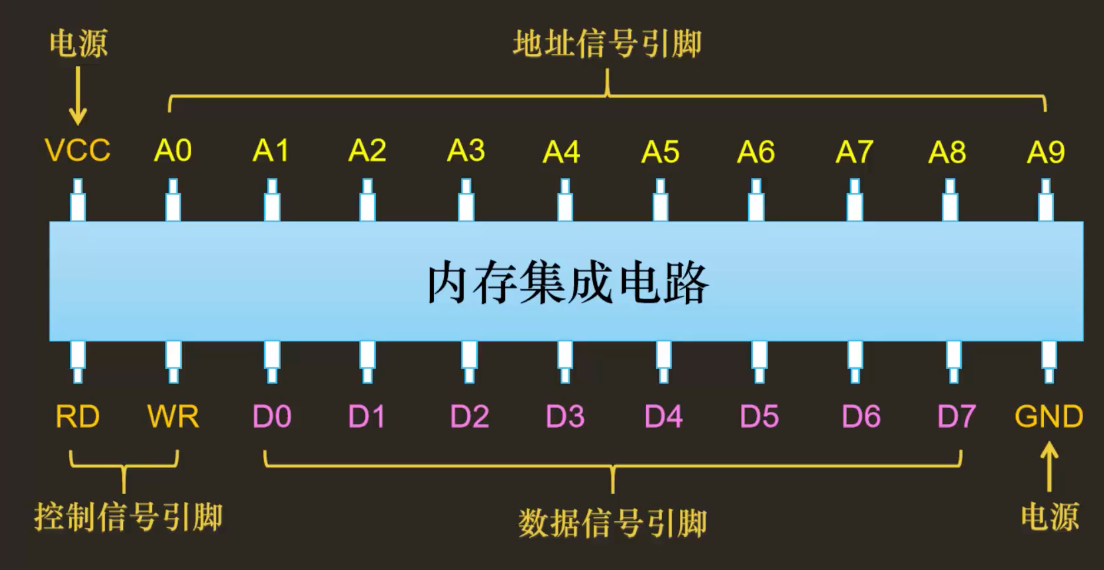 电源 地址信号引脚
VCC A0 A1 A2 A3 A4 A5 A6 A7 A8 A9
内存集成电路
RD WR D0 D1 D2 D3 D4 D5 D6 D7 GND
控制信号引脚 数据信号引脚 电源